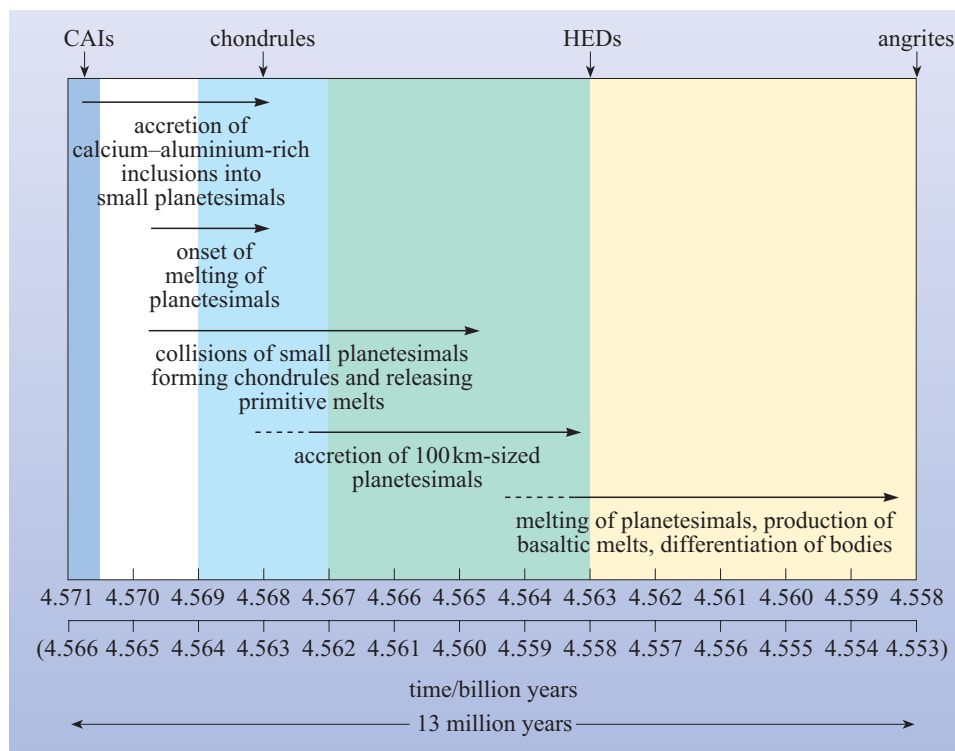 CAIs chondrules HEDs angrites
accretion of
calcium–aluminium-rich
inclusions into
small planetesimals
onset of
melting of
planetesimals
collisions of small planetesimals
forming chondrules and releasing
primitive melts
accretion of 100 km-sized
planetesimals
melting of planetesimals, production of
basaltic melts, differentiation of bodies
4.571 4.570 4.569 4.568 4.567 4.566 4.565 4.564 4.563 4.562 4.561 4.560 4.559 4.558
(4.566 4.565 4.564 4.563 4.562 4.561 4.560 4.559 4.558 4.557 4.556 4.555 4.554 4.553)
time/billion years
13 million years